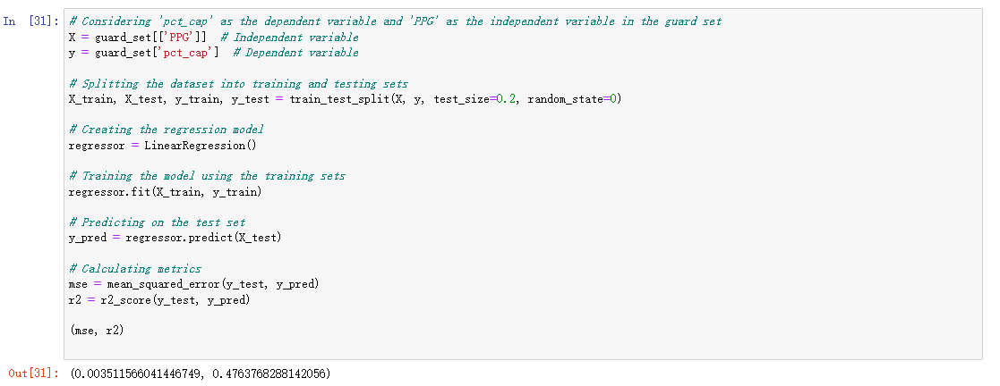 In [31]: # Considering 'pct_cap' as the dependent variable and 'PPG' as the independent variable in the guard set
X = guard_set[['PPG']]  # Independent variable
y = guard_set['pct_cap']  # Dependent variable
# Splitting the dataset into training and testing sets
X_train, X_test, y_train, y_test = train_test_split(X, y, test_size=0.2, random_state=0)
# Creating the regression model
regressor = LinearRegression()
# Training the model using the training sets
regressor.fit(X_train, y_train)
# Predicting on the test set
y_pred = regressor.predict(X_test)
# Calculating metrics
mse = mean_squared_error(y_test, y_pred)
r2 = r2_score(y_test, y_pred)
(mse, r2)
Out[31]: (0.003511566041446749, 0.4763768288142056)